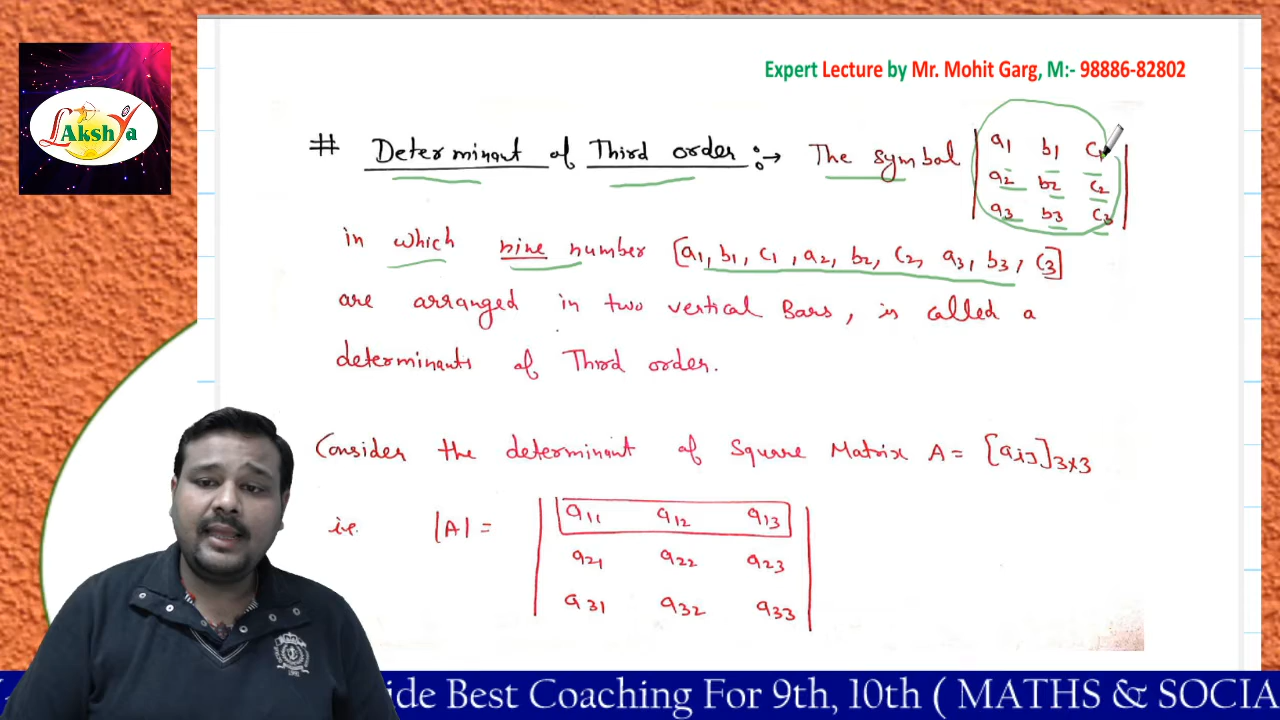 Expert Lecture by Mr. Mohit Garg, M:- 98886-82802
LAkshya
# Determinant of Third order :→ The symbol | a1 b1 c1 |
| a2 b2 c2 |
| a3 b3 c3 |
in which nine number [a1, b1, c1, a2, b2, c2, a3, b3, c3]
are arranged in two vertical Bars, is called a
determinants of Third order.
Consider the determinant of Square Matrix A = [aij]3x3
i.e. |A| = | a11 a12 a13 |
| a21 a22 a23 |
| a31 a32 a33 |
ide Best Coaching For 9th, 10th ( MATHS & SOCIA